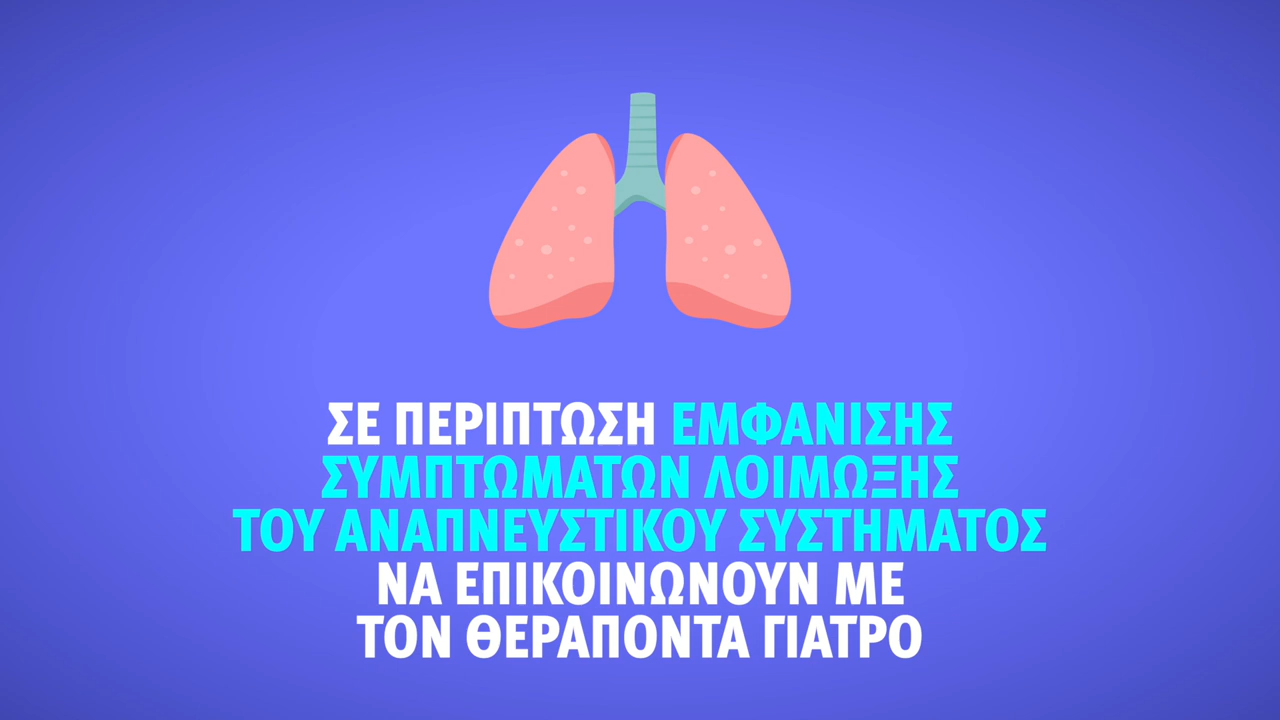 ΣΕ ΠΕΡΙΠΤΩΣΗ ΕΜΦΑΝΙΣΗΣ
ΣΥΜΠΤΩΜΑΤΩΝ ΛΟΙΜΩΞΗΣ
ΤΟΥ ΑΝΑΠΝΕΥΣΤΙΚΟΥ ΣΥΣΤΗΜΑΤΟΣ
ΝΑ ΕΠΙΚΟΙΝΩΝΟΥΝ ΜΕ
ΤΟΝ ΘΕΡΑΠΟΝΤΑ ΓΙΑΤΡΟ